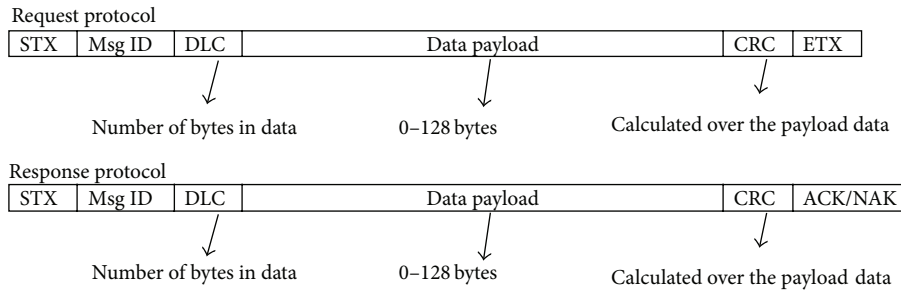 Request protocol
STX Msg ID DLC Data payload CRC ETX
Number of bytes in data 0–128 bytes Calculated over the payload data
Response protocol
STX Msg ID DLC Data payload CRC ACK/NAK
Number of bytes in data 0–128 bytes Calculated over the payload data